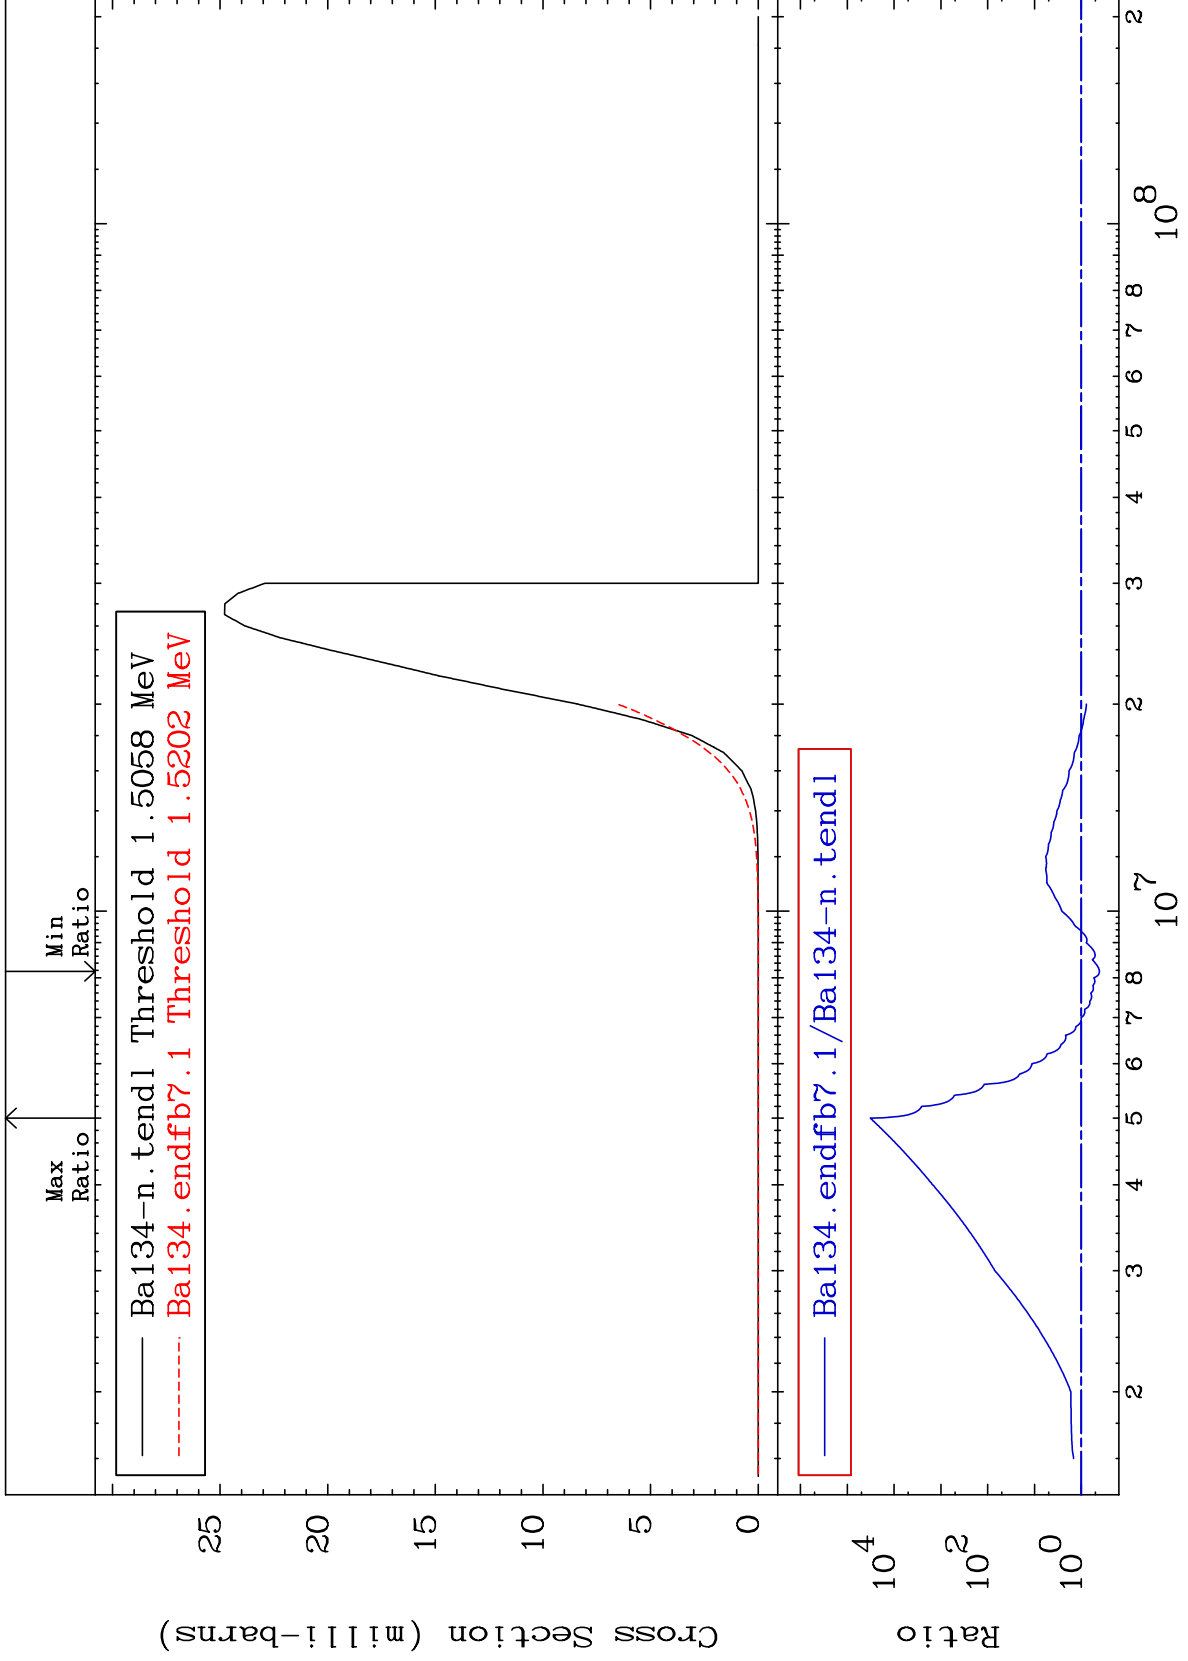 Max
Ratio
Min
Ratio
Ba134-n.tendl Threshold 1.5058 MeV
Ba134.endfb7.1 Threshold 1.5202 MeV
Cross Section (milli-barns)
25
20
15
10
5
0
Ba134.endfb7.1/Ba134-n.tendl
Ratio
10^4
10^2
10^0
2 3 4 5 6 7 8 10^7 2 3 4 5 6 7 8 10^8 2